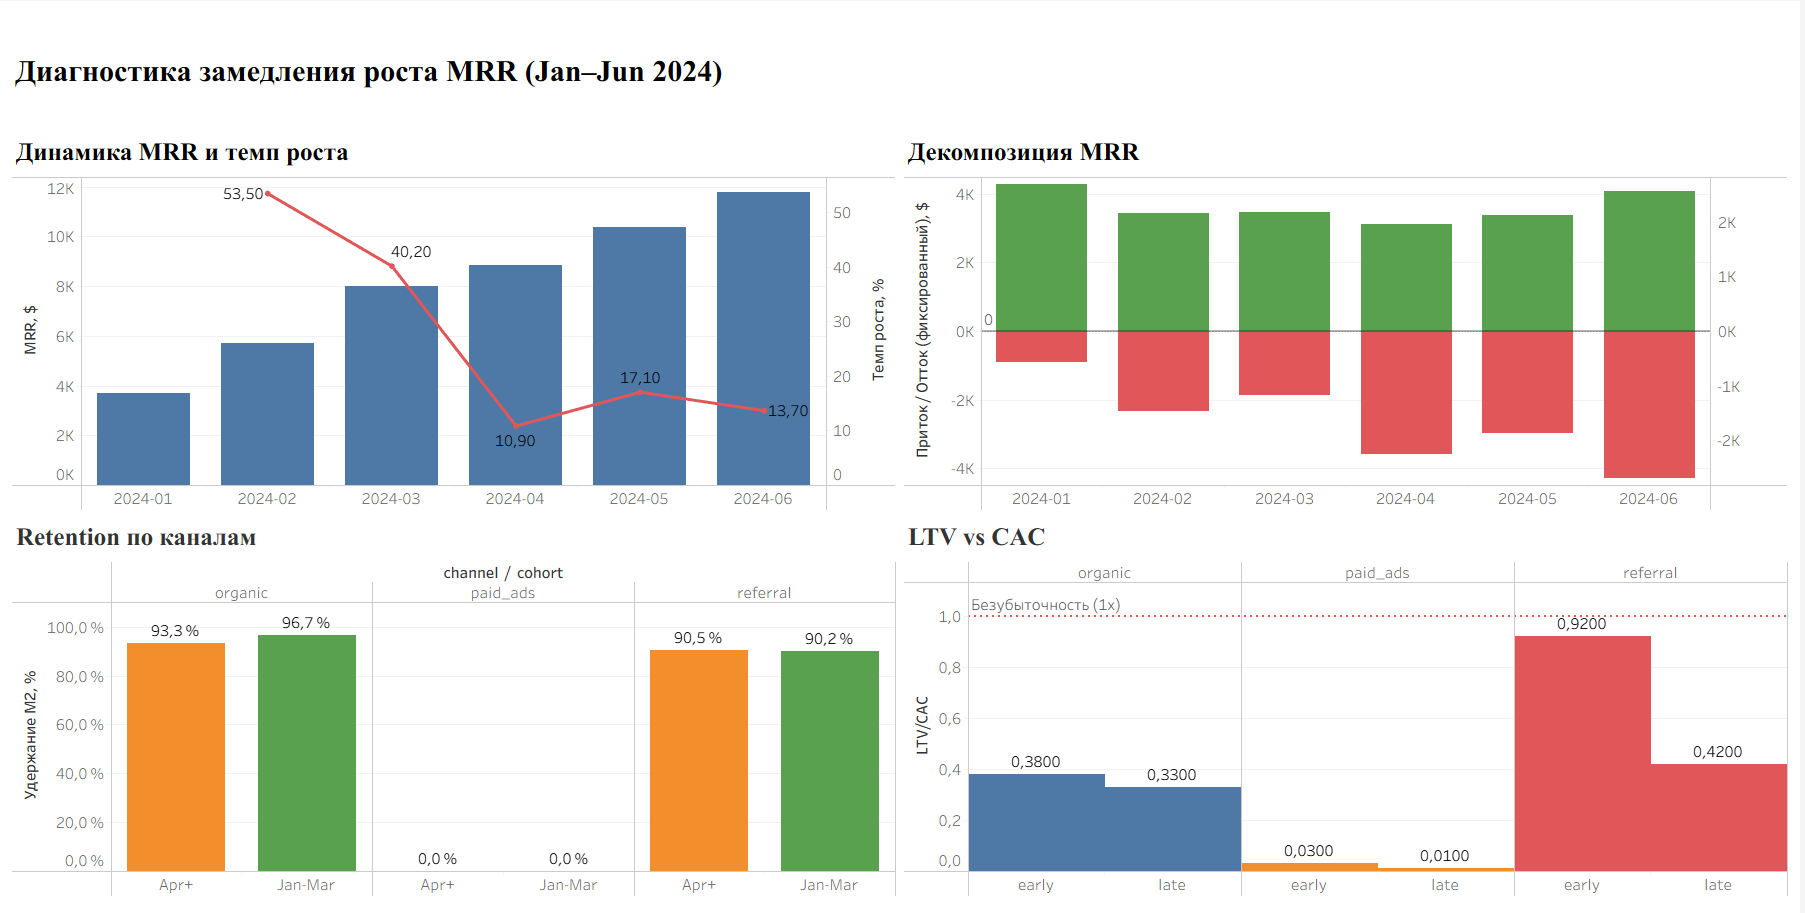 Диагностика замедления роста MRR (Jan–Jun 2024)
Динамика MRR и темп роста
MRR, $
12K
10K
8K
6K
4K
2K
0K
53,50
40,20
10,90
17,10
13,70
50
40
30
20
10
0
Темп роста, %
2024-01 2024-02 2024-03 2024-04 2024-05 2024-06
Декомпозиция MRR
Приток / Отток (фиксированный), $
4K
2K
0K
-2K
-4K
0
2K
1K
0K
-1K
-2K
2024-01 2024-02 2024-03 2024-04 2024-05 2024-06
Retention по каналам
channel / cohort
organic paid_ads referral
Удержание M2, %
100,0 %
80,0 %
60,0 %
40,0 %
20,0 %
0,0 %
93,3 % 96,7 % 0,0 % 0,0 % 90,5 % 90,2 %
Apr+ Jan-Mar Apr+ Jan-Mar Apr+ Jan-Mar
LTV vs CAC
organic paid_ads referral
Безубыточность (1x)
LTV/CAC
1,0
0,8
0,6
0,4
0,2
0,0
0,3800 0,3300 0,0300 0,0100 0,9200 0,4200
early late early late early late